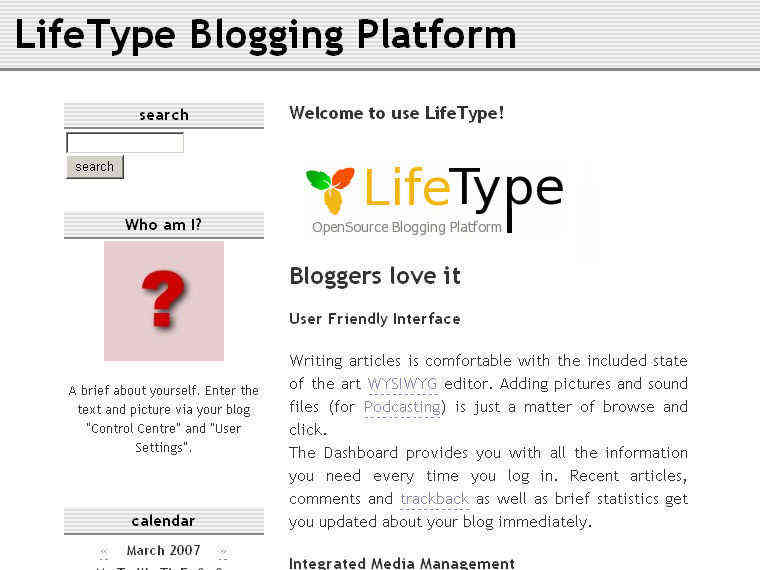 LifeType Blogging Platform
search
search
Who am I?
?
A brief about yourself. Enter the
text and picture via your blog
"Control Centre" and "User
Settings".
calendar
« March 2007 »
Welcome to use LifeType!
LifeType
OpenSource Blogging Platform
Bloggers love it
User Friendly Interface
Writing articles is comfortable with the included state
of the art WYSIWYG editor. Adding pictures and sound
files (for Podcasting) is just a matter of browse and
click.
The Dashboard provides you with all the information
you need every time you log in. Recent articles,
comments and trackback as well as brief statistics get
you updated about your blog immediately.
Integrated Media Management